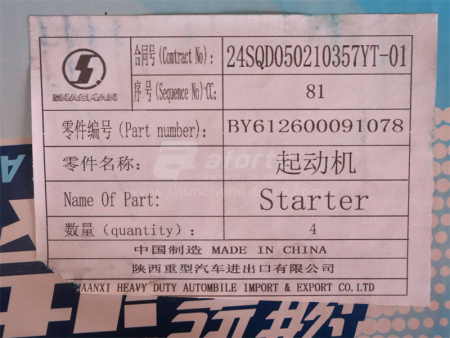 合同号(Contract No): 24SQD050210357YT-01
SHACMAN
序号(Sequence No)-CC: 81
零件编号(Part number): BY612600091078
零件名称: 起动机
Name Of Part: Starter
数量(quantity): 4
中国制造 MADE IN CHINA
陕西重型汽车进出口有限公司
HAANXI HEAVY DUTY AUTOMBILE IMPORT & EXPORT CO.LTD